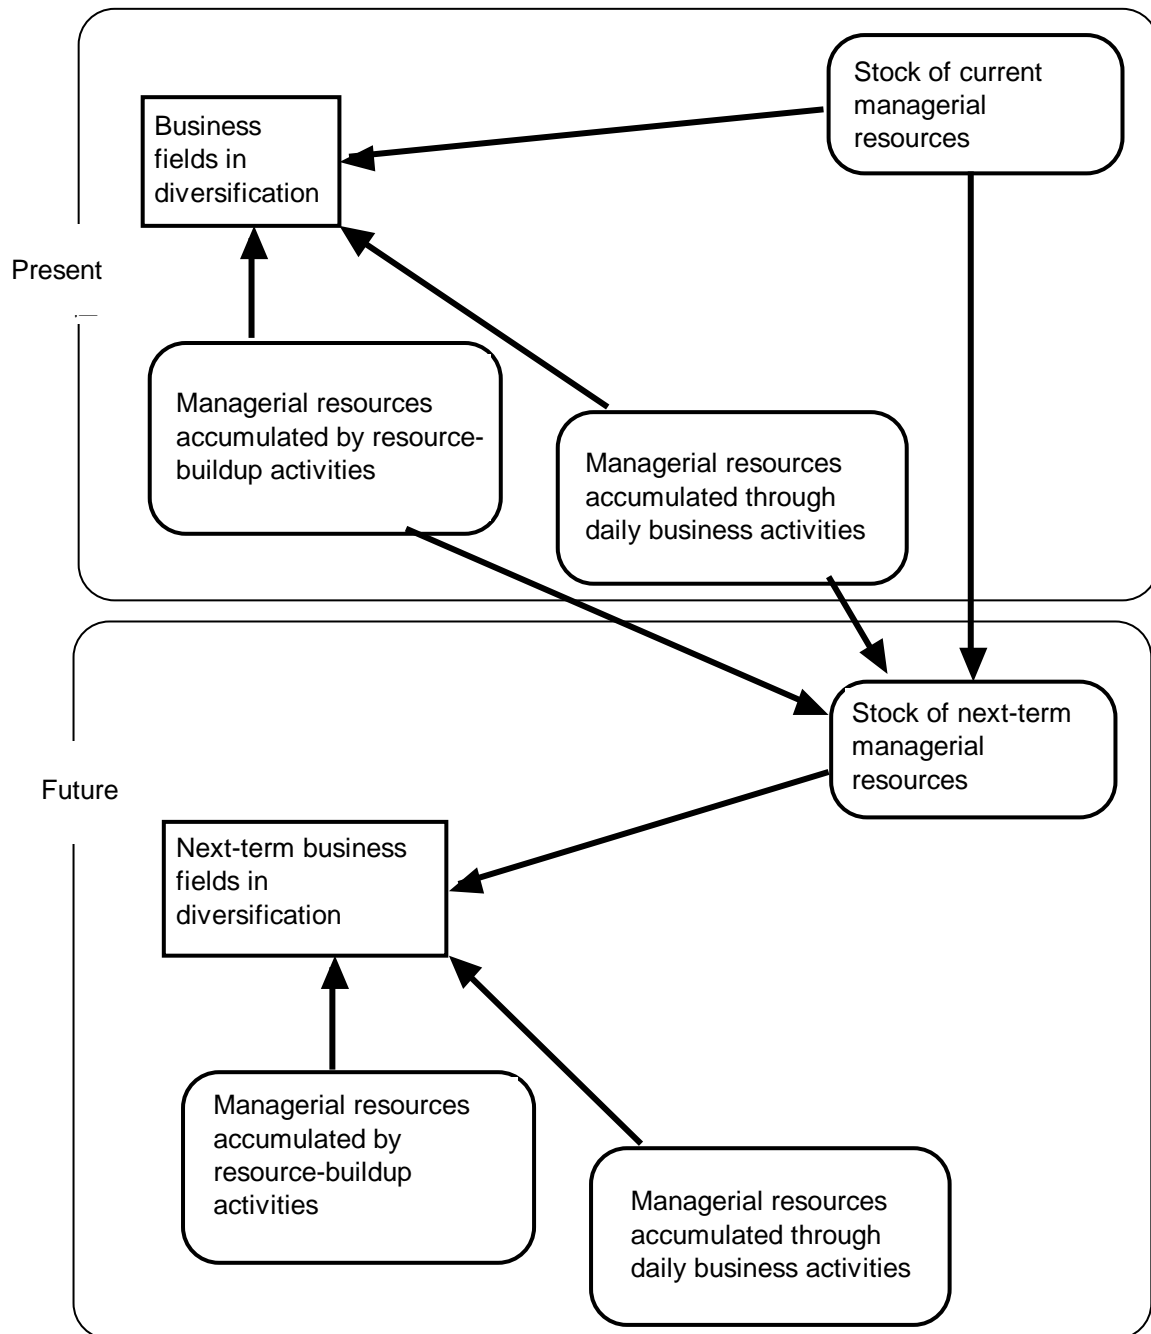 Stock of current
managerial
resources
Business
fields in
diversification
Present
Managerial resources
accumulated by resource-
buildup activities
Managerial resources
accumulated through
daily business activities
Stock of next-term
managerial
resources
Future
Next-term business
fields in
diversification
Managerial resources
accumulated by
resource-buildup
activities
Managerial resources
accumulated through
daily business activities